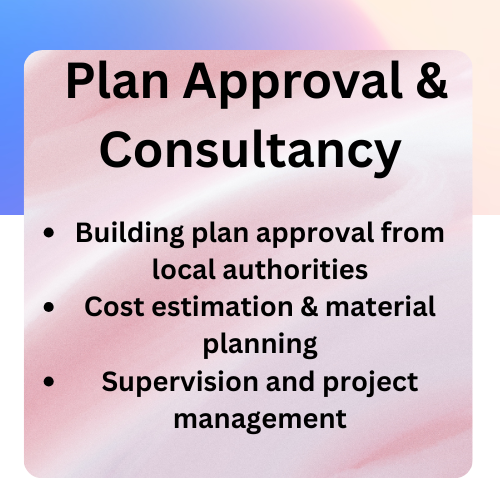 Plan Approval &
Consultancy
• Building plan approval from
local authorities
• Cost estimation & material
planning
• Supervision and project
management